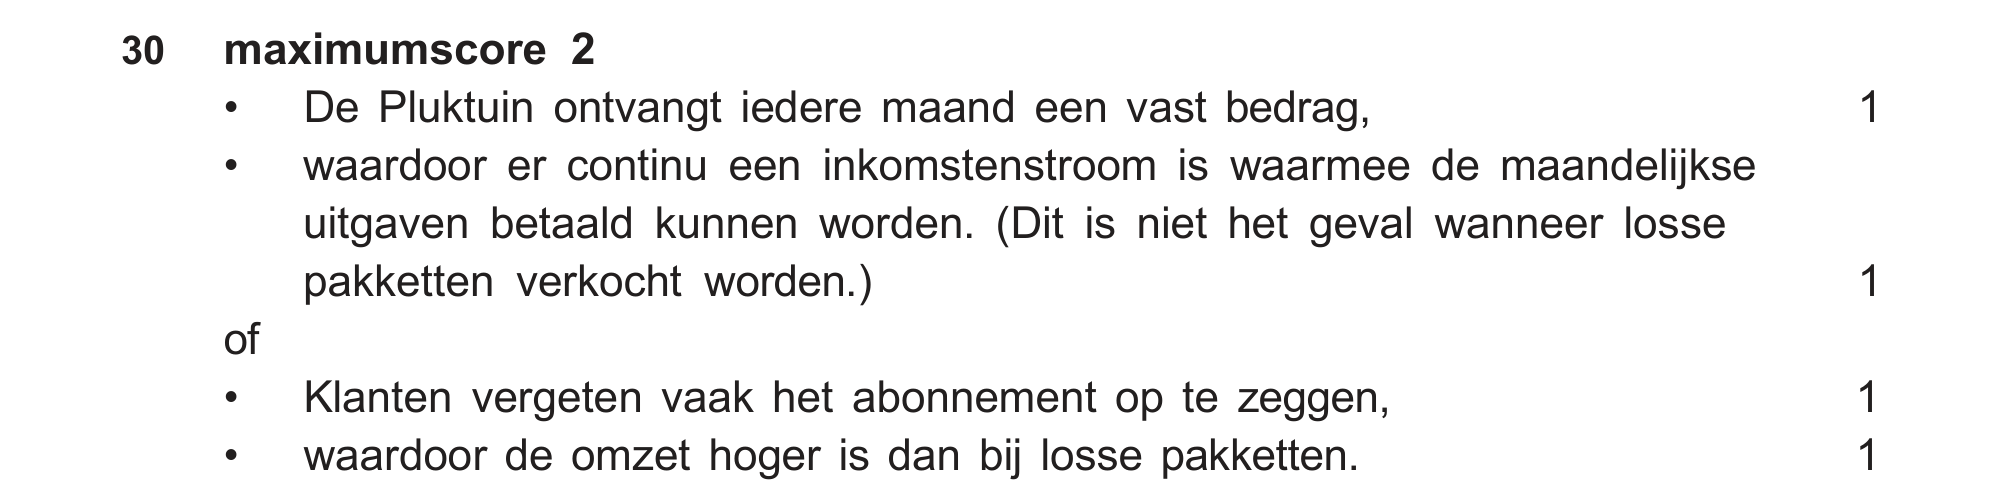 30 maximumscore 2
• De Pluktuin ontvangt iedere maand een vast bedrag, 1
• waardoor er continu een inkomstenstroom is waarmee de maandelijkse
uitgaven betaald kunnen worden. (Dit is niet het geval wanneer losse
pakketten verkocht worden.) 1
of
• Klanten vergeten vaak het abonnement op te zeggen, 1
• waardoor de omzet hoger is dan bij losse pakketten. 1